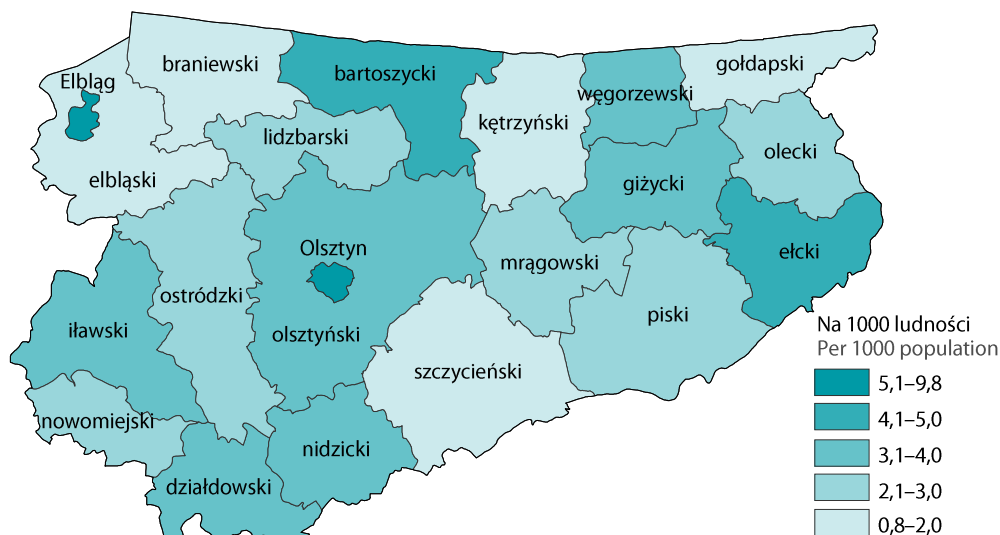 gołdapski
braniewski
bartoszycki
Elbląg
węgorzewski
kętrzyński
lidzbarski
olecki
elbląski
giżycki
Olsztyn
ełcki
mrągowski
ostródzki
piski
iławski
olsztyński
szczycieński
nowomiejski
nidzicki
działdowski
Na 1000 ludności
Per 1000 population
5,1–9,8
4,1–5,0
3,1–4,0
2,1–3,0
0,8–2,0